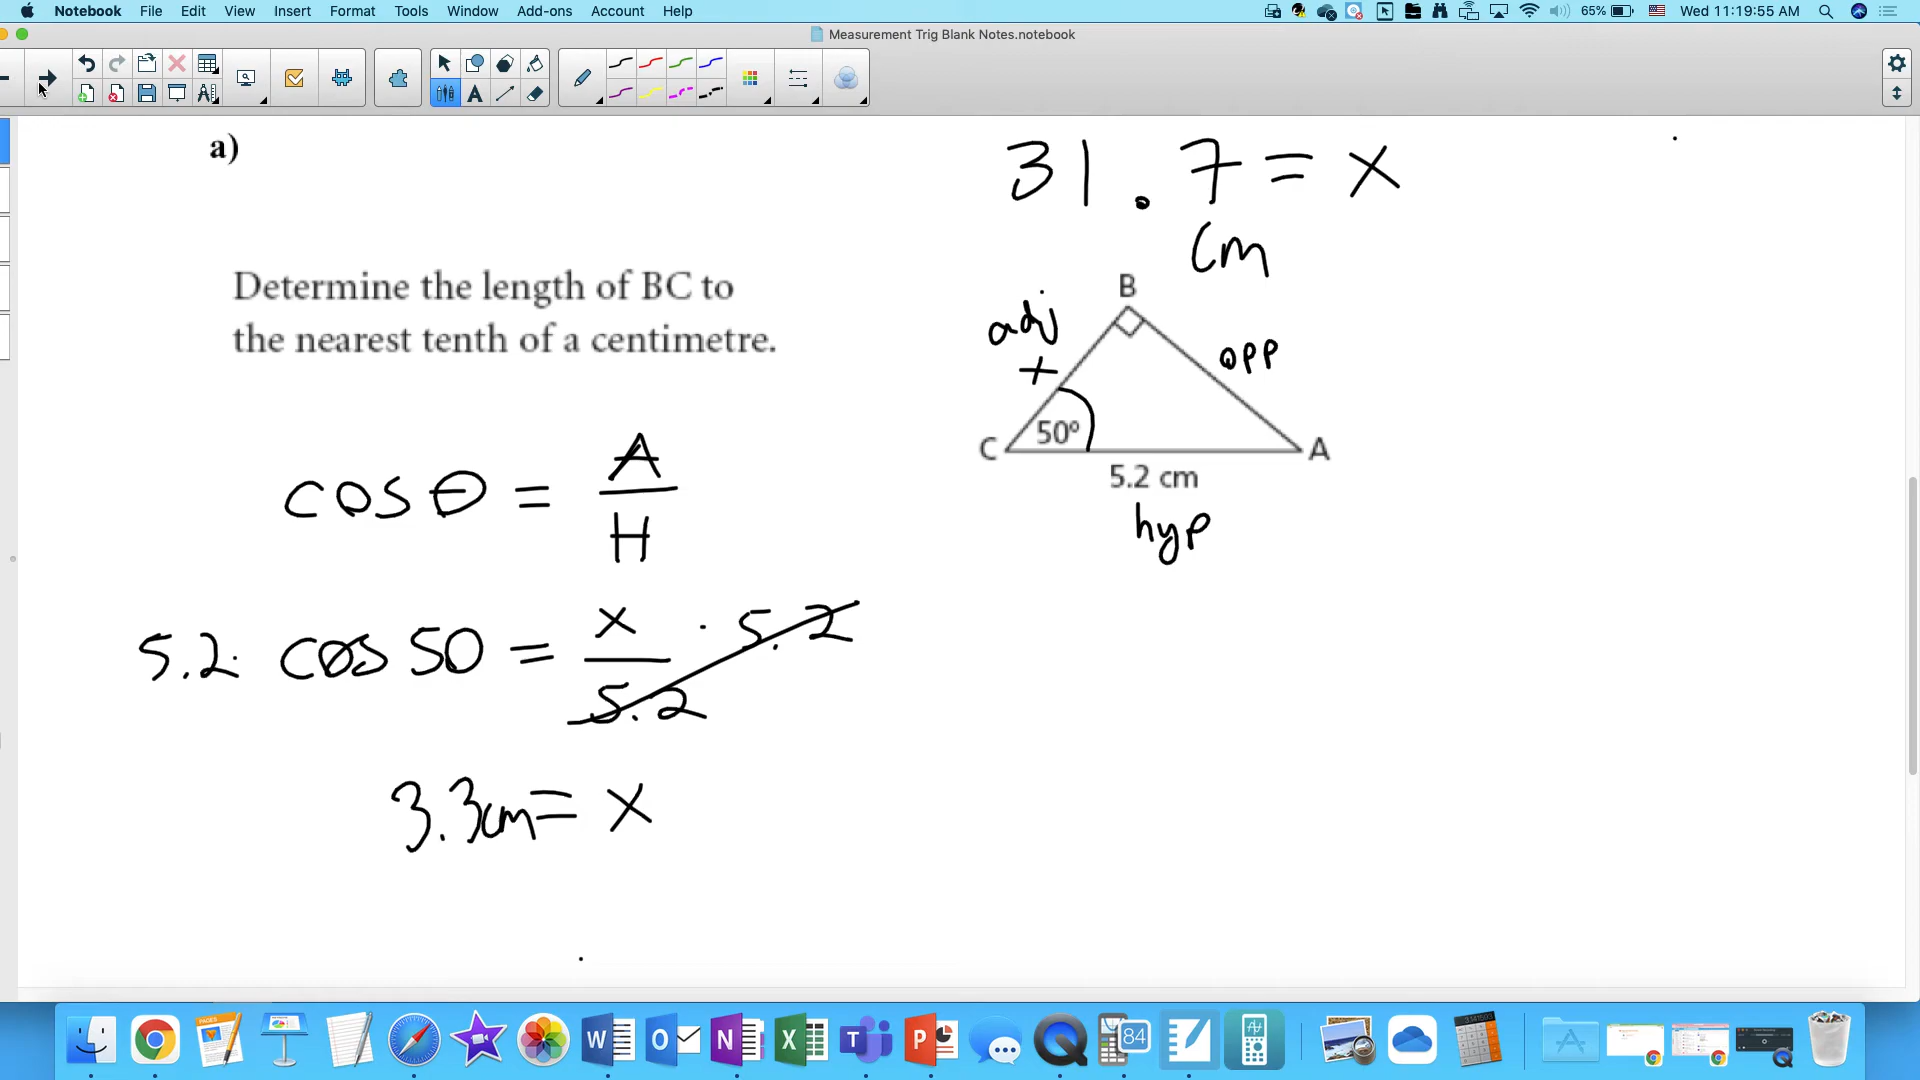 Notebook File Edit View Insert Format Tools Window Add-ons Account Help 65% Wed 11:19:55 AM
Measurement Trig Blank Notes.notebook
a)
31.7 = x
cm
Determine the length of BC to
the nearest tenth of a centimetre.
B
adj
x
opp
50°
C
A
5.2 cm
hyp
cos θ = A/H
5.2 · cos 50 = x/5.2 · 5.2
3.3cm = x
PAGES
W O N X T P 84